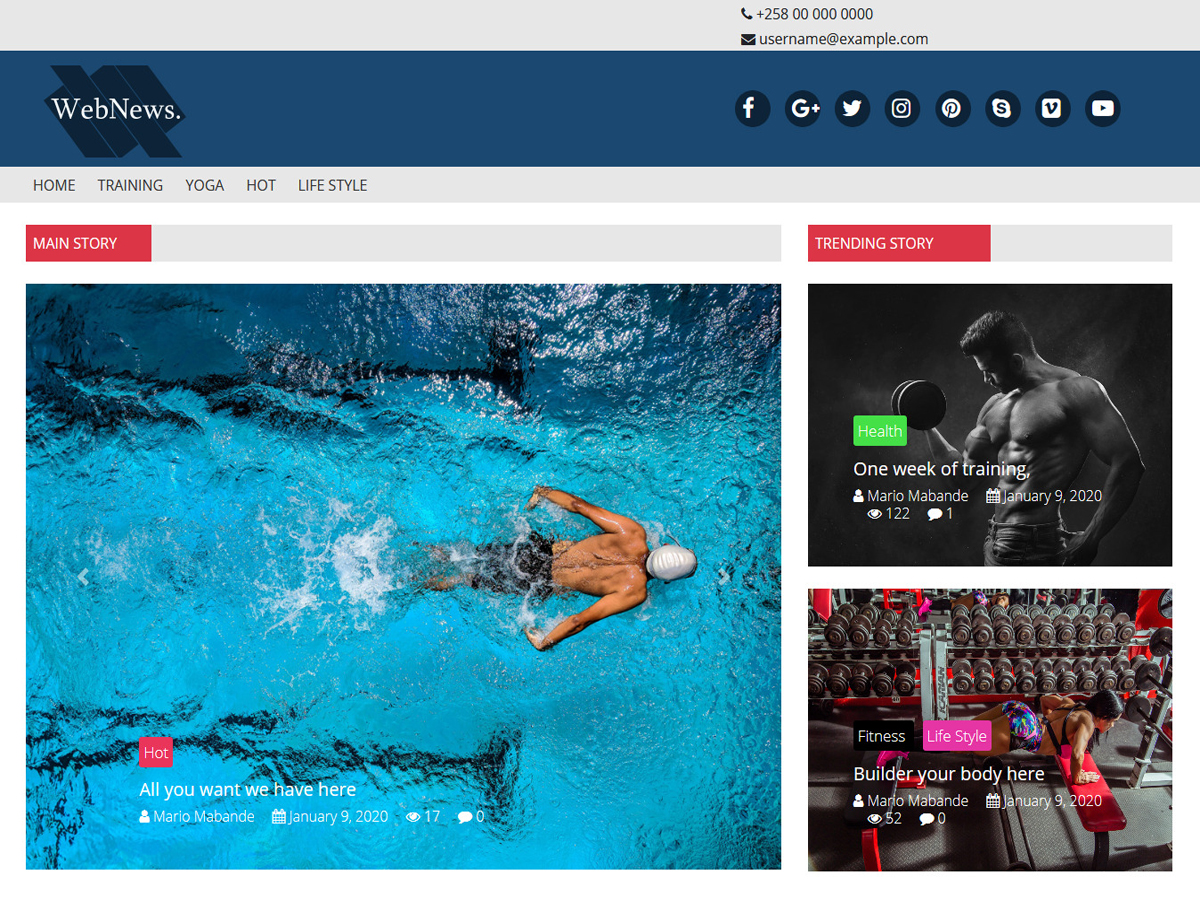 +258 00 000 0000
username@example.com
WebNews.
HOME TRAINING YOGA HOT LIFE STYLE
MAIN STORY
Hot
All you want we have here
Mario Mabande January 9, 2020 17 0
TRENDING STORY
Health
One week of training,
Mario Mabande January 9, 2020
122 1
ICARIAN
Fitness Life Style
Builder your body here
Mario Mabande January 9, 2020
52 0